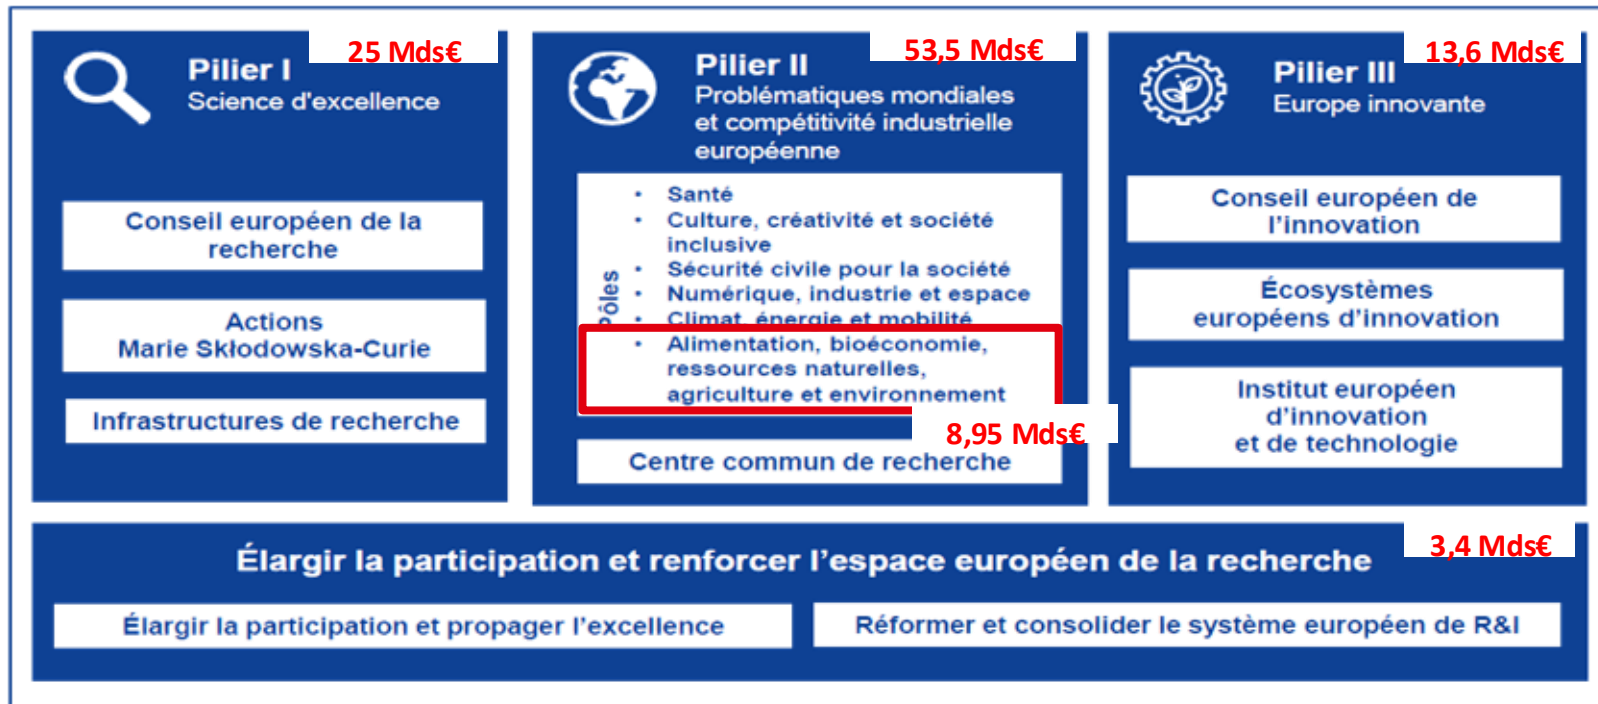 25 Mds€
Pilier I
Science d'excellence
Conseil européen de la
recherche
Actions
Marie Skłodowska-Curie
Infrastructures de recherche
53,5 Mds€
Pilier II
Problématiques mondiales
et compétitivité industrielle
européenne
Pôles
• Santé
• Culture, créativité et société
inclusive
• Sécurité civile pour la société
• Numérique, industrie et espace
• Climat, énergie et mobilité
• Alimentation, bioéconomie,
ressources naturelles,
agriculture et environnement
8,95 Mds€
Centre commun de recherche
13,6 Mds€
Pilier III
Europe innovante
Conseil européen de
l'innovation
Écosystèmes
européens d'innovation
Institut européen
d'innovation
et de technologie
3,4 Mds€
Élargir la participation et renforcer l'espace européen de la recherche
Élargir la participation et propager l'excellence
Réformer et consolider le système européen de R&I